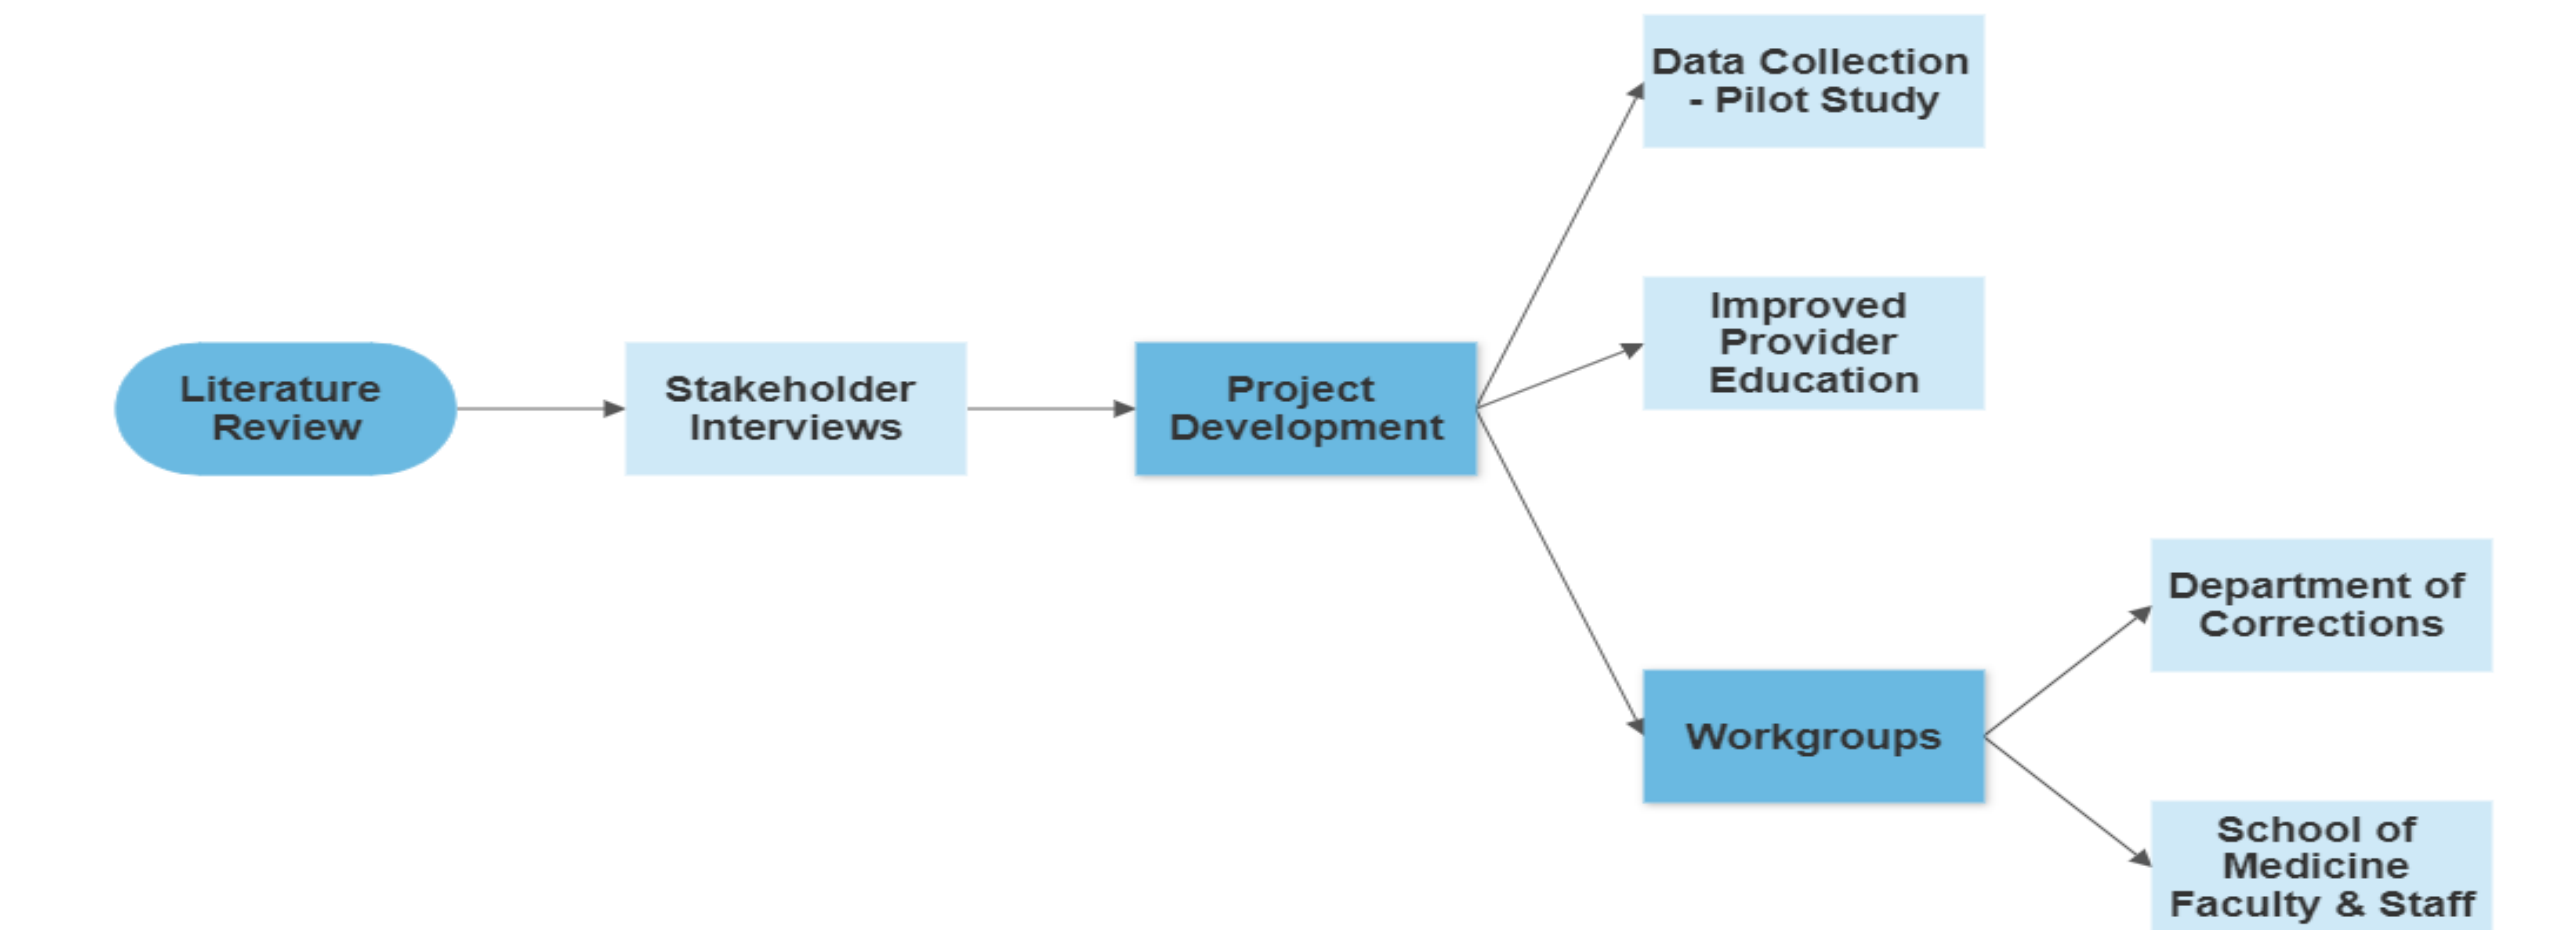 Literature
Review
Stakeholder
Interviews
Project
Development
Data Collection
- Pilot Study
Improved
Provider
Education
Workgroups
Department of
Corrections
School of
Medicine
Faculty & Staff